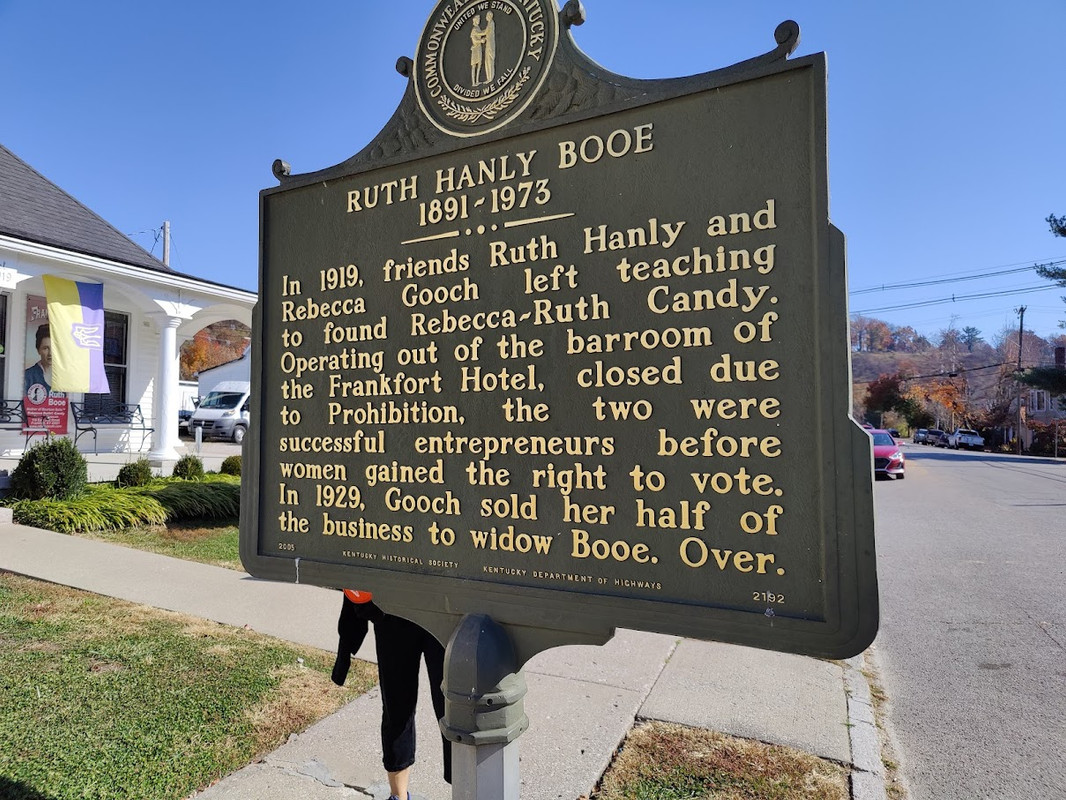 COMMONWEALTH KENTUCKY
UNITED WE STAND
DIVIDED WE FALL
RUTH HANLY BOOE
1891~1973
In 1919, friends Ruth Hanly and
Rebecca Gooch left teaching
to found Rebecca~Ruth Candy.
Operating out of the barroom of
the Frankfort Hotel, closed due
to Prohibition, the two were
successful entrepreneurs before
women gained the right to vote.
In 1929, Gooch sold her half of
the business to widow Booe. Over.
2005
KENTUCKY HISTORICAL SOCIETY KENTUCKY DEPARTMENT OF HIGHWAYS
2192
Ruth
Booe